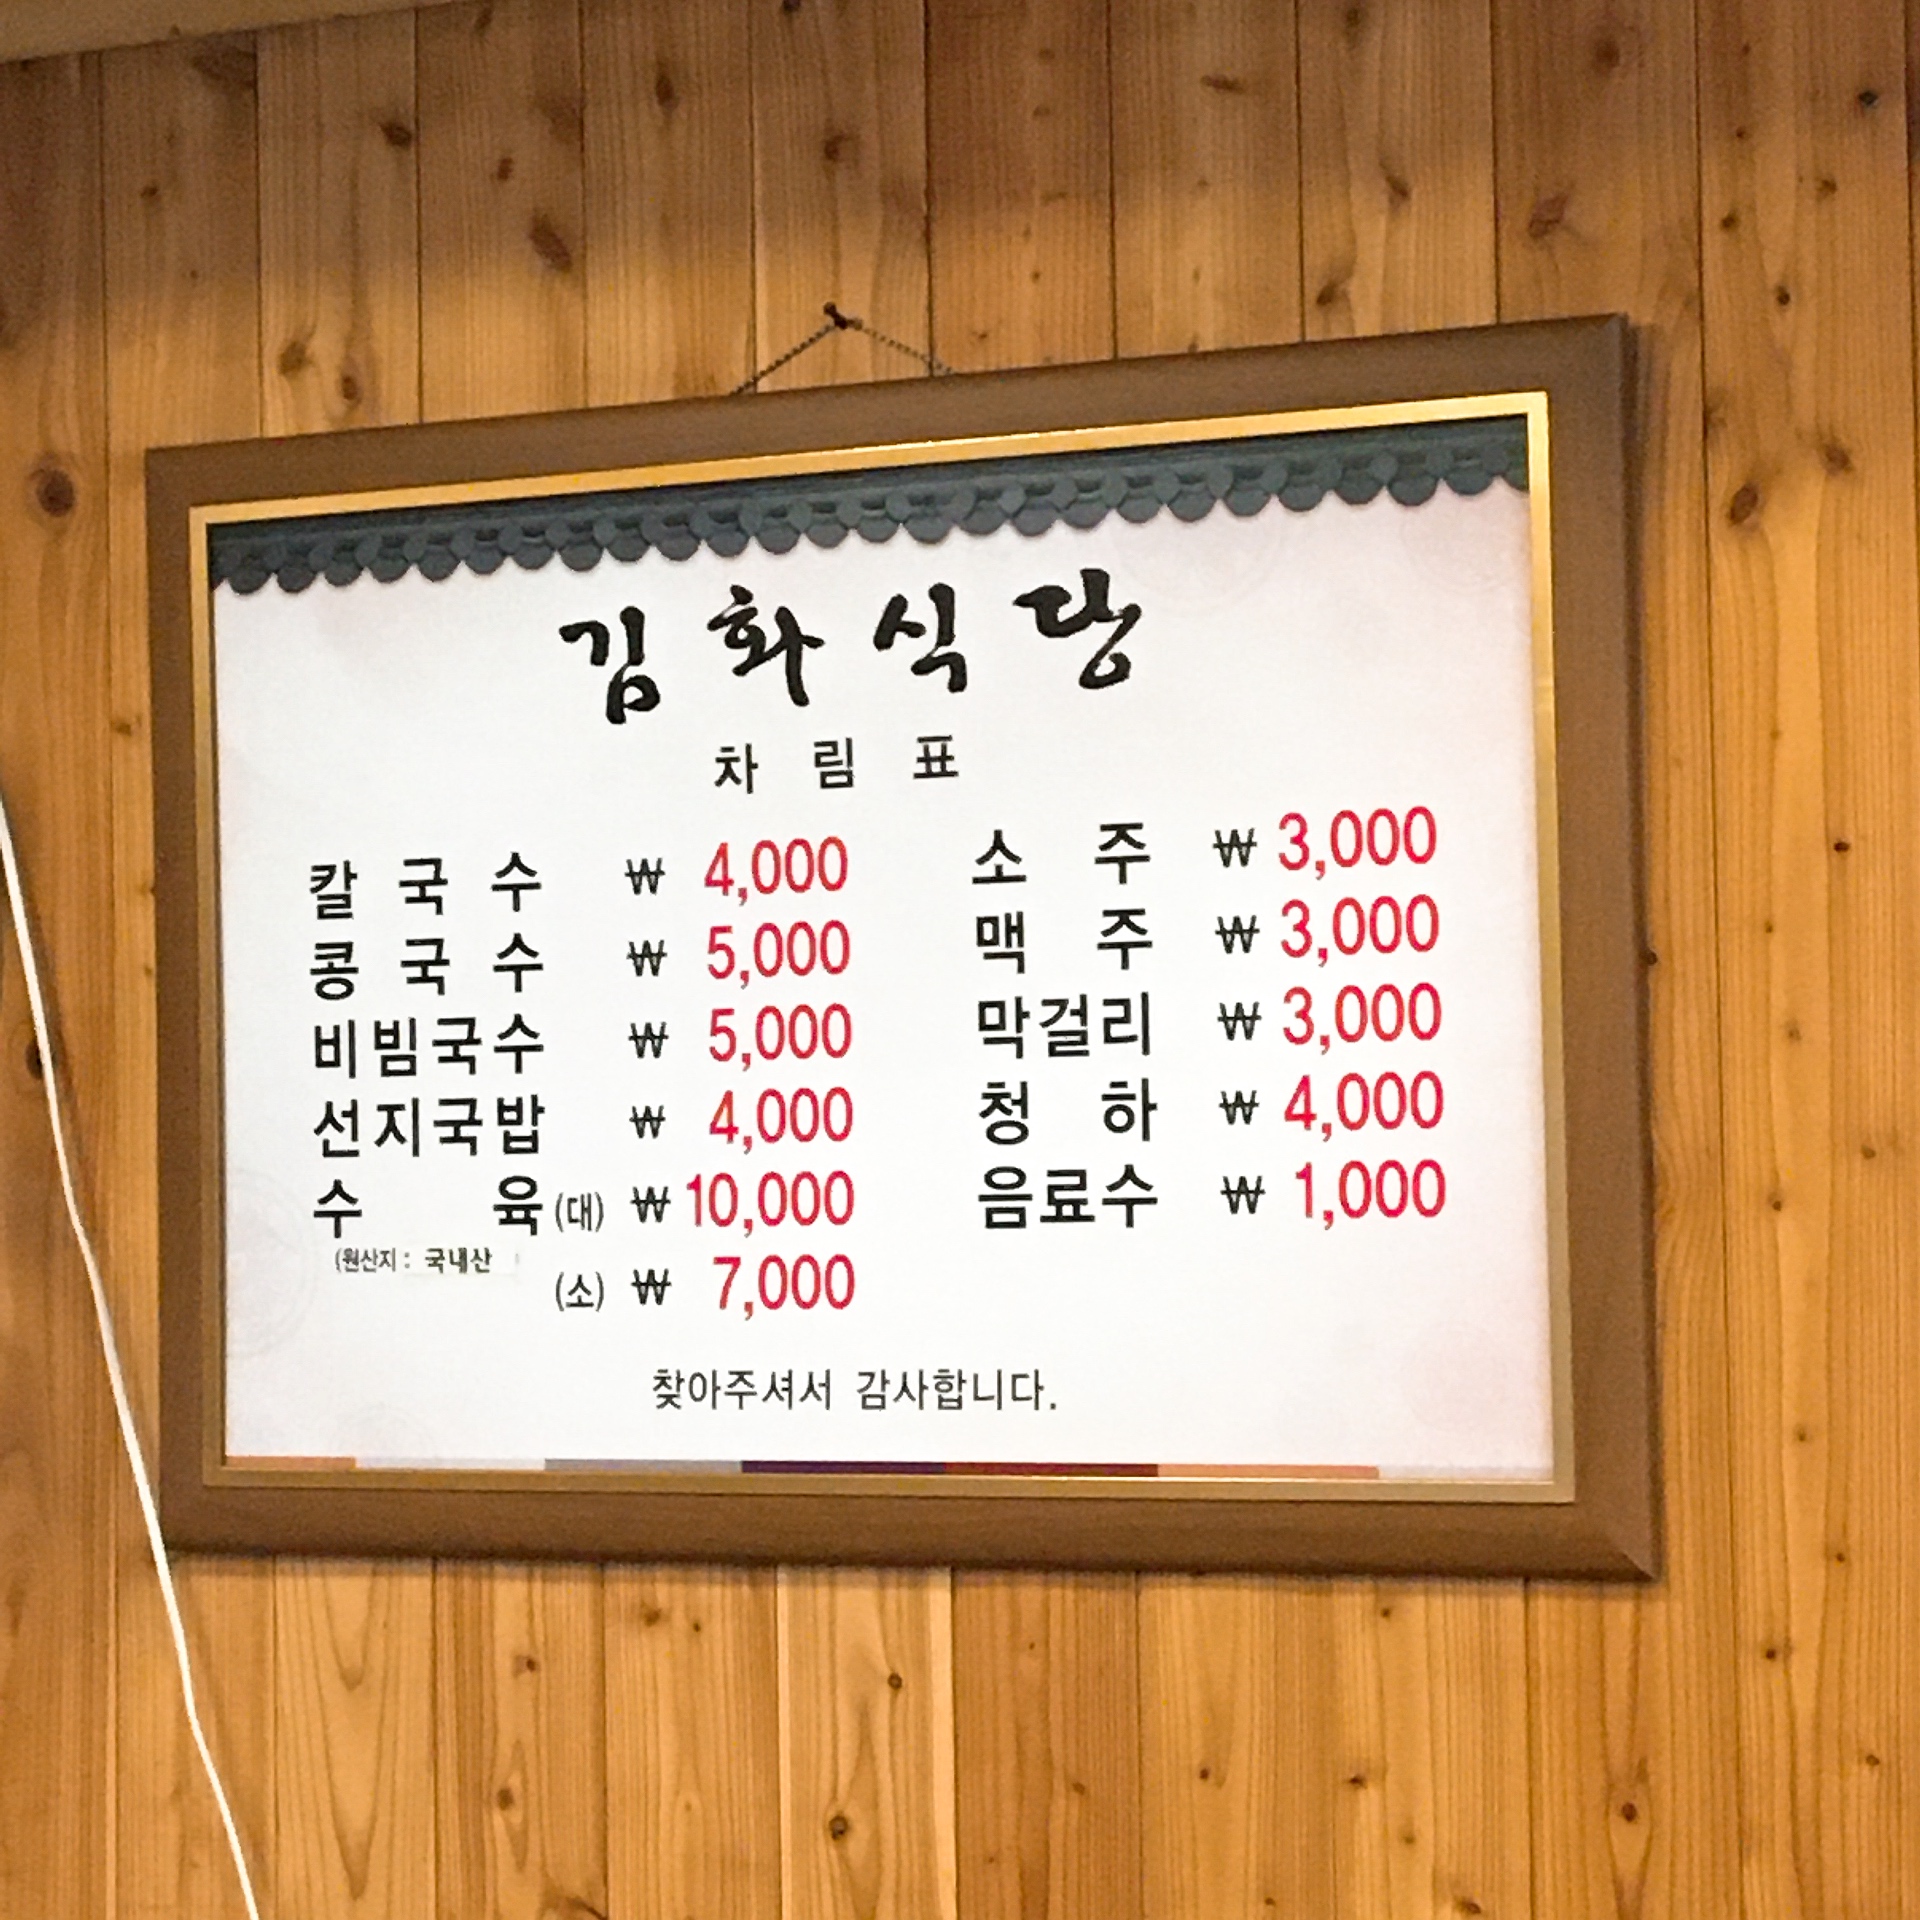 김화식당
차림표
칼국수 ₩ 4,000
콩국수 ₩ 5,000
비빔국수 ₩ 5,000
선지국밥 ₩ 4,000
수육(대) ₩ 10,000
(원산지 : 국내산 )
(소) ₩ 7,000
소주 ₩ 3,000
맥주 ₩ 3,000
막걸리 ₩ 3,000
청하 ₩ 4,000
음료수 ₩ 1,000
찾아주셔서 감사합니다.